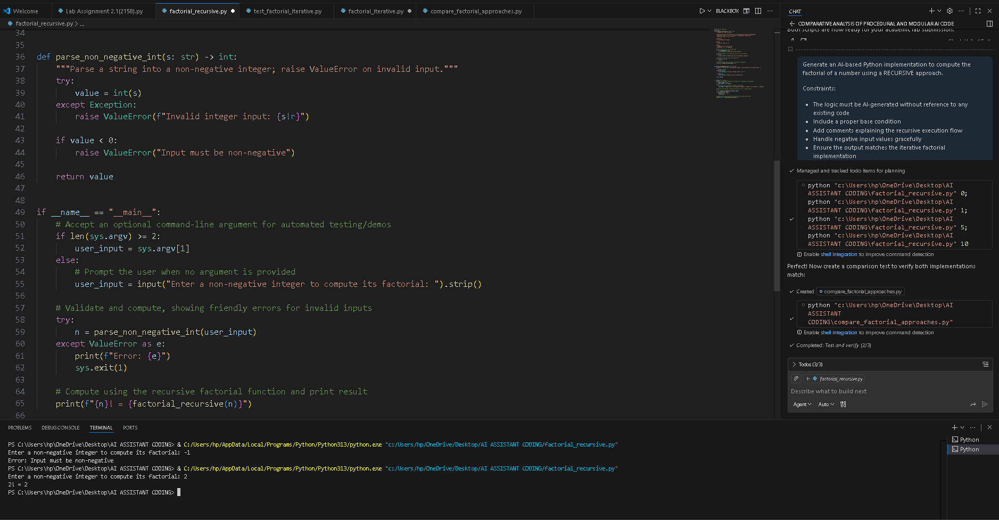 Welcome
Lab Assignment 2.1(2158).py
factorial_recursive.py
test_factorial_iterative.py
factorial_iterative.py
compare_factorial_approaches.py
BLACKBOX
factorial_recursive.py > ...
34
35
36 def parse_non_negative_int(s: str) -> int:
37 """Parse a string into a non-negative integer; raise ValueError on invalid input."""
38 try:
39 value = int(s)
40 except Exception:
41 raise ValueError(f"Invalid integer input: {s!r}")
42
43 if value < 0:
44 raise ValueError("Input must be non-negative")
45
46 return value
47
48
49 if __name__ == "__main__":
50 # Accept an optional command-line argument for automated testing/demos
51 if len(sys.argv) >= 2:
52 user_input = sys.argv[1]
53 else:
54 # Prompt the user when no argument is provided
55 user_input = input("Enter a non-negative integer to compute its factorial: ").strip()
56
57 # Validate and compute, showing friendly errors for invalid inputs
58 try:
59 n = parse_non_negative_int(user_input)
60 except ValueError as e:
61 print(f"Error: {e}")
62 sys.exit(1)
63
64 # Compute using the recursive factorial function and print result
65 print(f"{n}! = {factorial_recursive(n)}")
66
PROBLEMS DEBUG CONSOLE TERMINAL PORTS
PS C:\Users\hp\OneDrive\Desktop\AI ASSISTANT CODING> & C:/Users/hp/AppData/Local/Programs/Python/Python313/python.exe "c:/Users/hp/OneDrive/Desktop/AI ASSISTANT CODING/factorial_recursive.py"
Enter a non-negative integer to compute its factorial: -1
Error: Input must be non-negative
PS C:\Users\hp\OneDrive\Desktop\AI ASSISTANT CODING> & C:/Users/hp/AppData/Local/Programs/Python/Python313/python.exe "c:/Users/hp/OneDrive/Desktop/AI ASSISTANT CODING/factorial_recursive.py"
Enter a non-negative integer to compute its factorial: 2
2! = 2
PS C:\Users\hp\OneDrive\Desktop\AI ASSISTANT CODING>
Python
Python
CHAT
COMPARATIVE ANALYSIS OF PROCEDURAL AND MODULAR AI CODE
Both scripts are now ready for your academic lab submission.
Generate an AI-based Python implementation to compute the
factorial of a number using a RECURSIVE approach.
Constraints:
• The logic must be AI-generated without reference to any
existing code
• Include a proper base condition
• Add comments explaining the recursive execution flow
• Handle negative input values gracefully
• Ensure the output matches the iterative factorial
implementation
Managed and tracked todo items for planning
python "c:\Users\hp\OneDrive\Desktop\AI
ASSISTANT CODING\factorial_recursive.py" 0;
python "c:\Users\hp\OneDrive\Desktop\AI
ASSISTANT CODING\factorial_recursive.py" 1;
python "c:\Users\hp\OneDrive\Desktop\AI
ASSISTANT CODING\factorial_recursive.py" 5;
python "c:\Users\hp\OneDrive\Desktop\AI
ASSISTANT CODING\factorial_recursive.py" 10
Enable shell integration to improve command detection
Perfect! Now create a comparison test to verify both implementations
match:
Created compare_factorial_approaches.py
python "c:\Users\hp\OneDrive\Desktop\AI
ASSISTANT
CODING\compare_factorial_approaches.py"
Enable shell integration to improve command detection
Completed: Test and verify (2/3)
Todos (3/3)
factorial_recursive.py
Describe what to build next
Agent
Auto